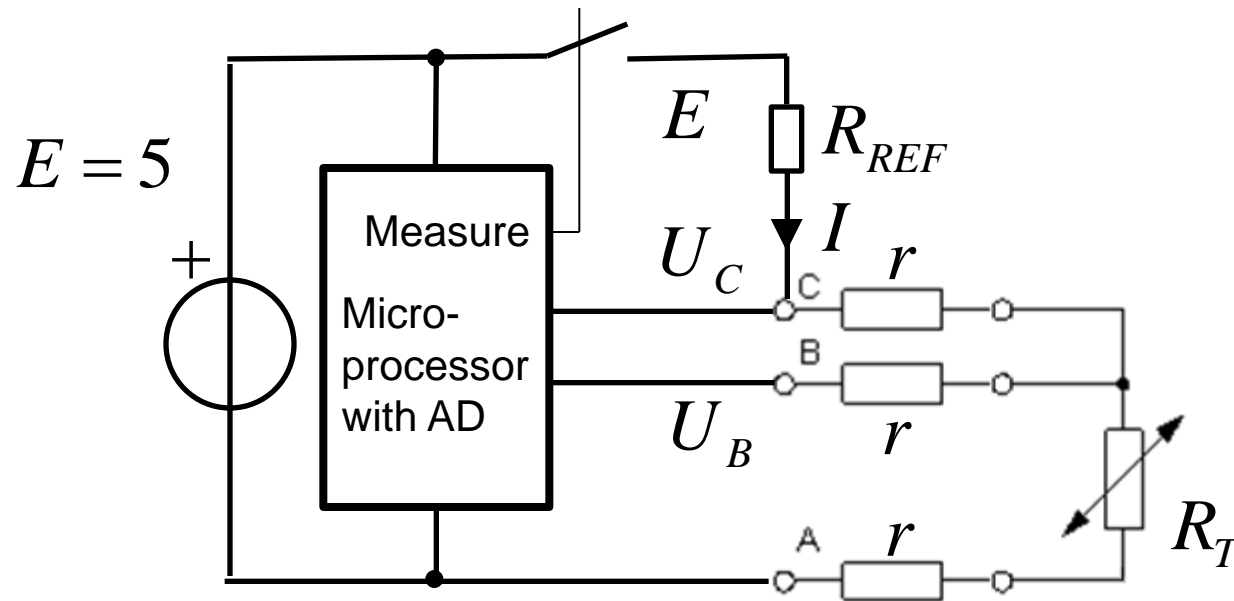 E = 5
+
E
R_REF
Measure
I
U_C
r
C
Micro-
processor
with AD
B
U_B
r
A
r
R_T